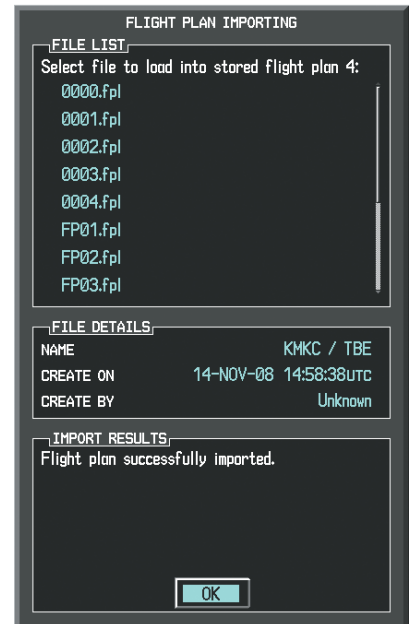 FLIGHT PLAN IMPORTING
FILE LIST
Select file to load into stored flight plan 4:
0000.fpl
0001.fpl
0002.fpl
0003.fpl
0004.fpl
FP01.fpl
FP02.fpl
FP03.fpl
FILE DETAILS
NAME KMKC / TBE
CREATE ON 14-NOV-08 14:58:38UTC
CREATE BY Unknown
IMPORT RESULTS
Flight plan successfully imported.
OK